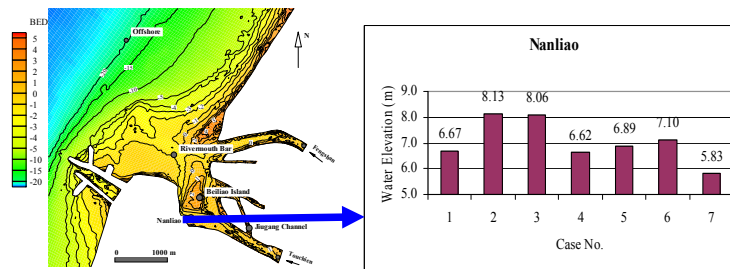 BED
5
4
3
2
1
0
-1
-2
-3
-4
-5
-10
-15
-20
Offshore
N
-20
-15
-10
Rivermouth Bar
Fengshan
Beiliao Island
Nanliao
Jiugang Channel
Touchien
0 1000 m
Nanliao
Water Elevation (m)
9.0
8.0
7.0
6.0
5.0
6.67 8.13 8.06 6.62 6.89 7.10 5.83
1 2 3 4 5 6 7
Case No.